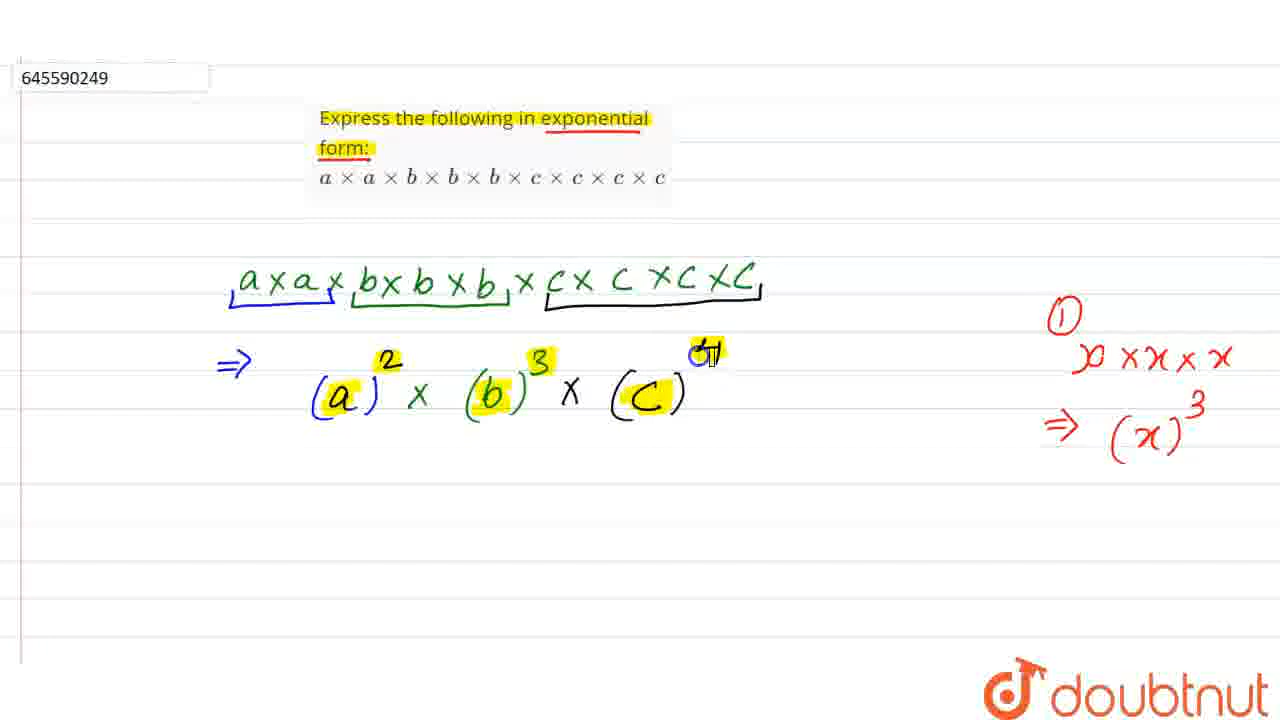 645590249
Express the following in exponential
form:
a × a × b × b × b × c × c × c × c
a × a × b × b × b × c × c × c × c
⇒ (a)² × (b)³ × (c)⁴
①
x × x × x
⇒ (x)³
doubtnut